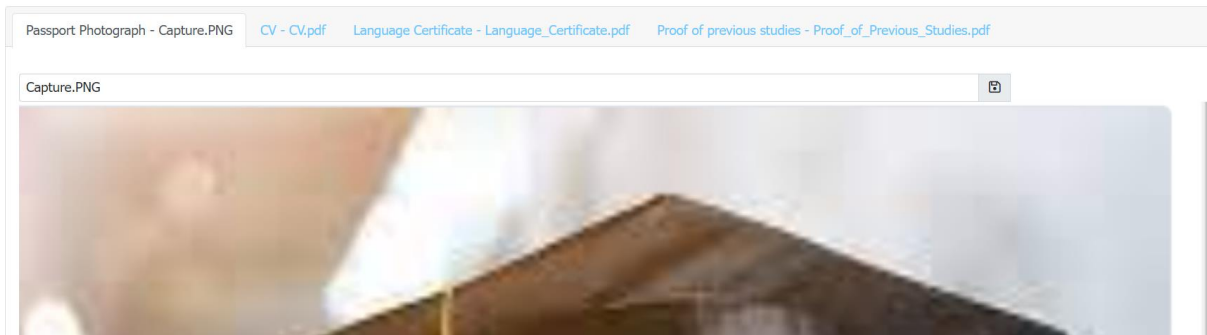 Passport Photograph - Capture.PNG CV - CV.pdf Language Certificate - Language_Certificate.pdf Proof of previous studies - Proof_of_Previous_Studies.pdf
Capture.PNG